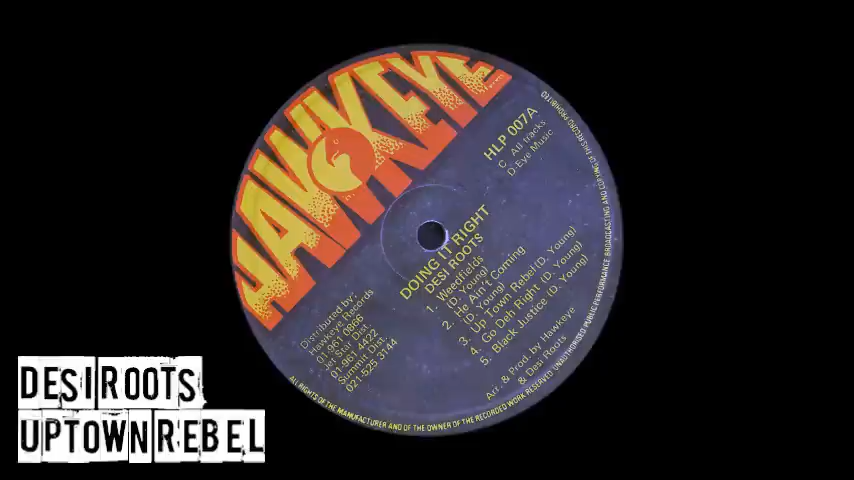 HAWKEYE
HLP 007A
C All tracks
D.Eye Music
DOING IT RIGHT
DESI ROOTS
1. Weedfields
(D. Young)
2. He Ain't Coming
(D. Young)
3. Up Town Rebel (D. Young)
4. Go Deh Right (D. Young)
5. Black Justice (D. Young)
Arr. & Prod. by Hawkeye
& Desi Roots
Distributed by:
Hawkeye Records
01.961 0866
Jet Star Dist.
01.961 4422
Summit Dist.
021-525 3144
ALL RIGHTS OF THE MANUFACTURER AND OF THE OWNER OF THE RECORDED WORK RESERVED. UNAUTHORISED PUBLIC PERFORMANCE BROADCASTING AND COPYING OF THIS RECORD PROHIBITED
DESI ROOTS
UPTOWN REBEL